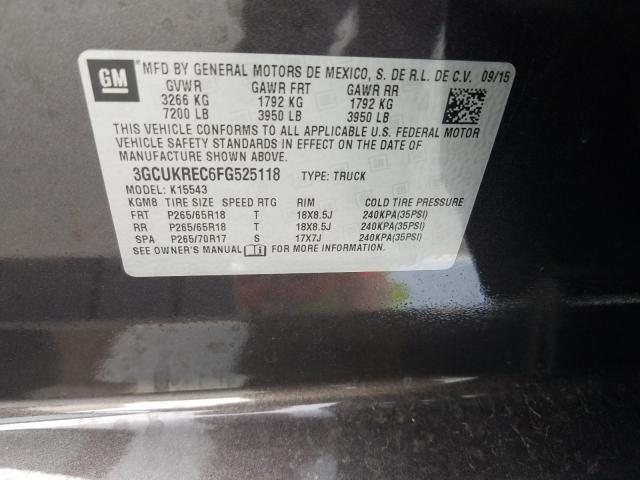 GM MFD BY GENERAL MOTORS DE MEXICO, S. DE R.L. DE C.V. 09/15
GVWR GAWR FRT GAWR RR
3266 KG 1792 KG 1792 KG
7200 LB 3950 LB 3950 LB
THIS VEHICLE CONFORMS TO ALL APPLICABLE U.S. FEDERAL MOTOR
VEHICLE SAFETY STANDARDS IN EFFECT ON THE DATE OF
MANUFACTURE SHOWN ABOVE.
3GCUKREC6FG525118 TYPE: TRUCK
MODEL: K15543
KGM8 TIRE SIZE SPEED RTG RIM COLD TIRE PRESSURE
FRT P265/65R18 T 18X8.5J 240KPA(35PSI)
RR P265/65R18 T 18X8.5J 240KPA(35PSI)
SPA P265/70R17 S 17X7J 240KPA(35PSI)
SEE OWNER'S MANUAL